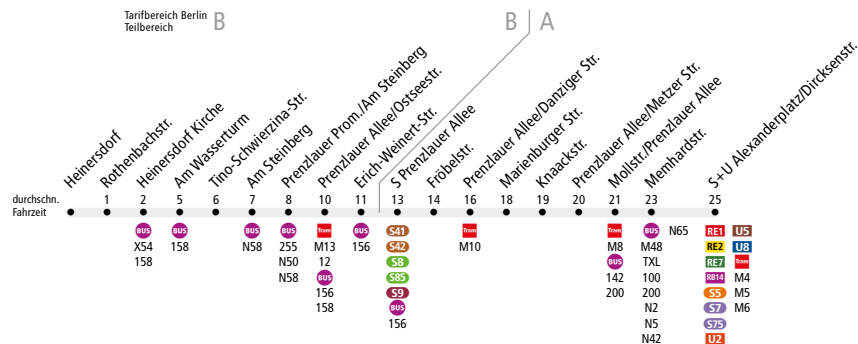 Tarifbereich Berlin
Teilbereich
B
B
A
Heinersdorf
Rothenbachstr.
Heinersdorf Kirche
Am Wasserturm
Tino-Schwierzina-Str.
Am Steinberg
Prenzlauer Prom./Am Steinberg
Prenzlauer Allee/Ostseestr.
Erich-Weinert-Str.
S Prenzlauer Allee
Fröbelstr.
Prenzlauer Allee/Danziger Str.
Marienburger Str.
Knaackstr.
Prenzlauer Allee/Metzer Str.
Mollstr./Prenzlauer Allee
Memhardstr.
S+U Alexanderplatz/Dircksenstr.
durchschn.
Fahrzeit
1 2 5 6 7 8 10 11 13 14 16 18 19 20 21 23 25
BUS
X54
158
BUS
158
BUS
N58
BUS
255
N50
N58
Tram
M13
12
BUS
156
158
BUS
156
S41
S42
S8
S85
S9
BUS
156
Tram
M10
Tram
M8
BUS
142
200
BUS N65
M48
TXL
100
200
N2
N5
N42
RE1
RE2
RE7
RB14
S5
S7
S75
U2
U5
U8
Tram
M4
M5
M6